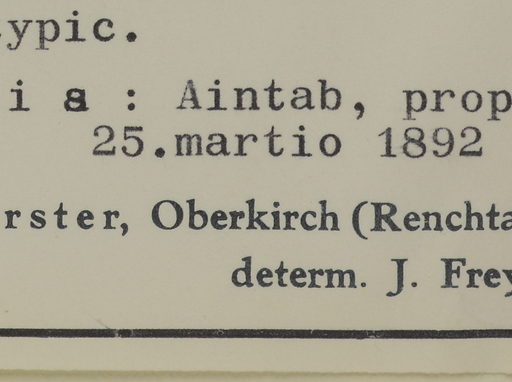 ypic.
i a : Aintab, prop
25.martio 1892
rster, Oberkirch (Renchta
determ. J. Frey